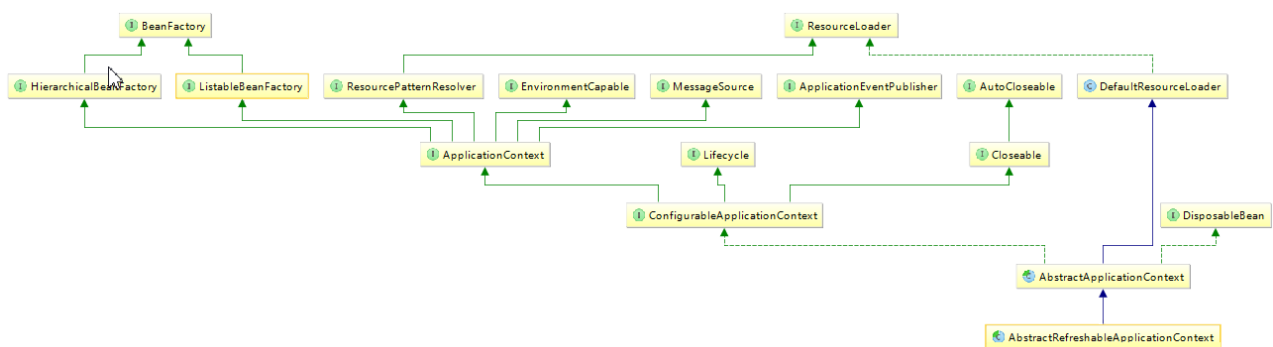 BeanFactory
ResourceLoader
HierarchicalBeanFactory
ListableBeanFactory
ResourcePatternResolver
EnvironmentCapable
MessageSource
ApplicationEventPublisher
AutoCloseable
DefaultResourceLoader
ApplicationContext
Lifecycle
Closeable
ConfigurableApplicationContext
DisposableBean
AbstractApplicationContext
AbstractRefreshableApplicationContext